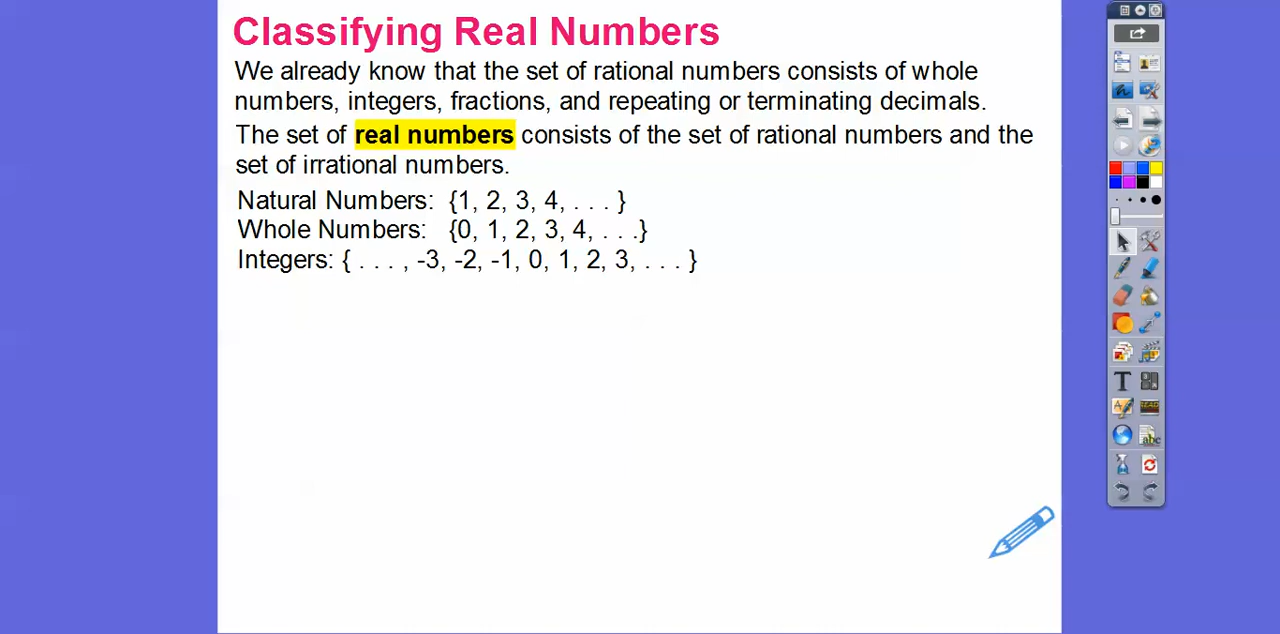 Classifying Real Numbers
We already know that the set of rational numbers consists of whole
numbers, integers, fractions, and repeating or terminating decimals.
The set of real numbers consists of the set of rational numbers and the
set of irrational numbers.
Natural Numbers: {1, 2, 3, 4, . . . }
Whole Numbers: {0, 1, 2, 3, 4, . . .}
Integers: { . . . , -3, -2, -1, 0, 1, 2, 3, . . . }